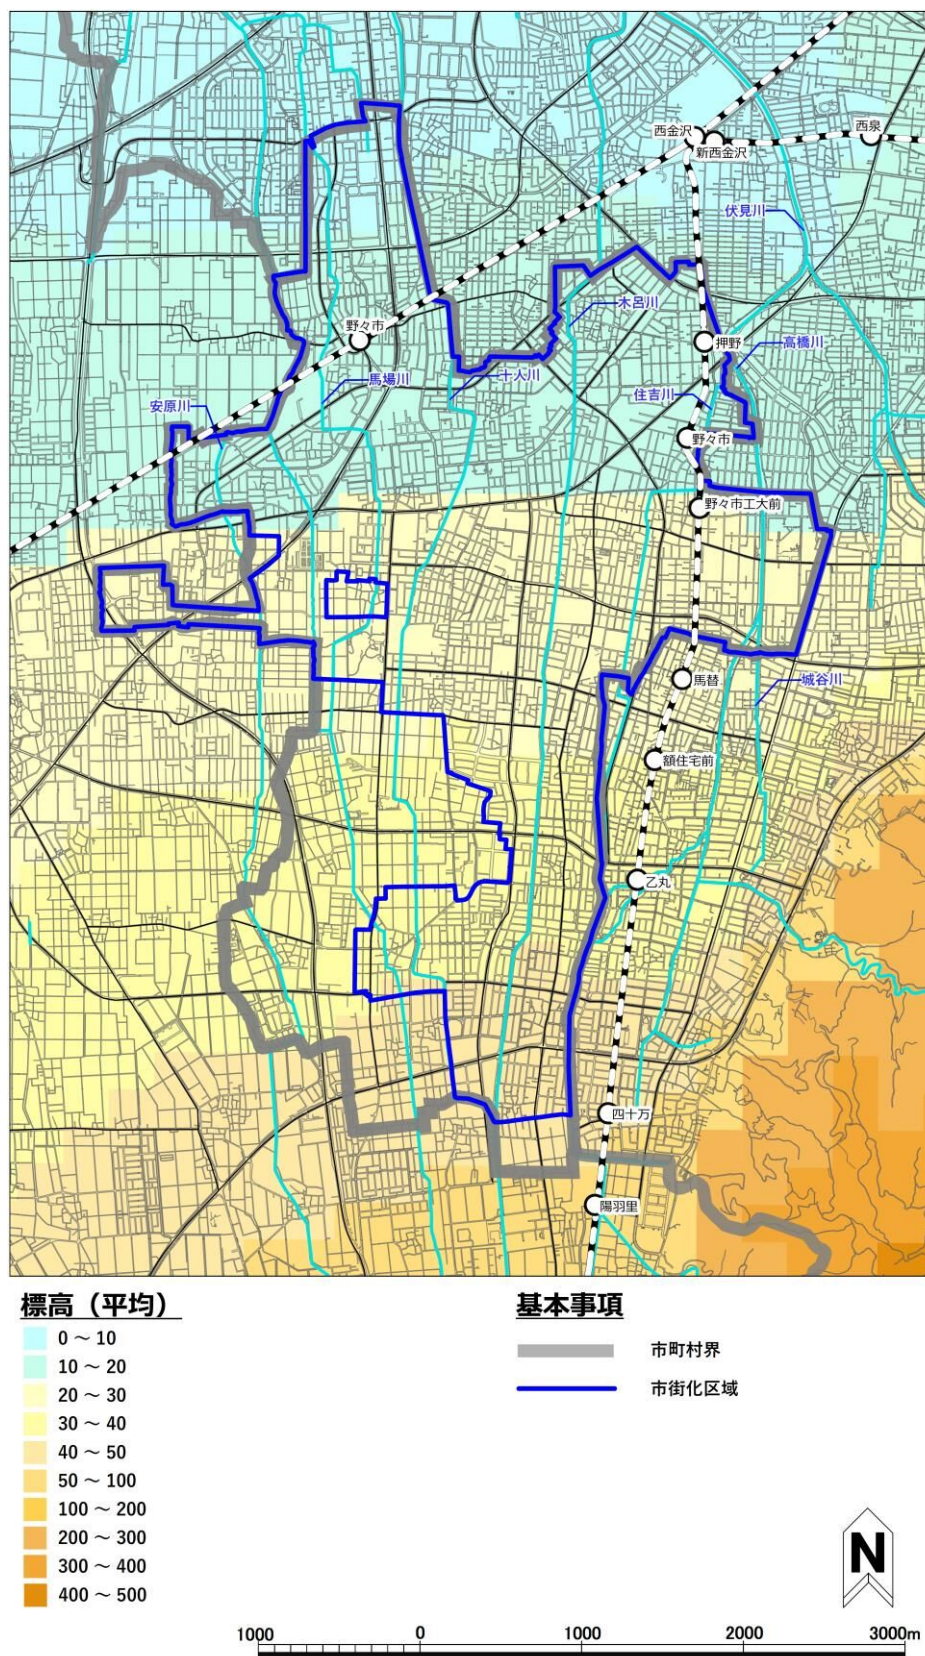 西金沢
新西金沢
西泉
伏見川
木呂川
野々市
押野
高橋川
馬場川
十人川
住吉川
安原川
野々市
野々市工大前
馬替
城谷川
額住宅前
乙丸
四十万
陽羽里
標高（平均）
0 ～ 10
10 ～ 20
20 ～ 30
30 ～ 40
40 ～ 50
50 ～ 100
100 ～ 200
200 ～ 300
300 ～ 400
400 ～ 500
基本事項
市町村界
市街化区域
N
1000 0 1000 2000 3000m